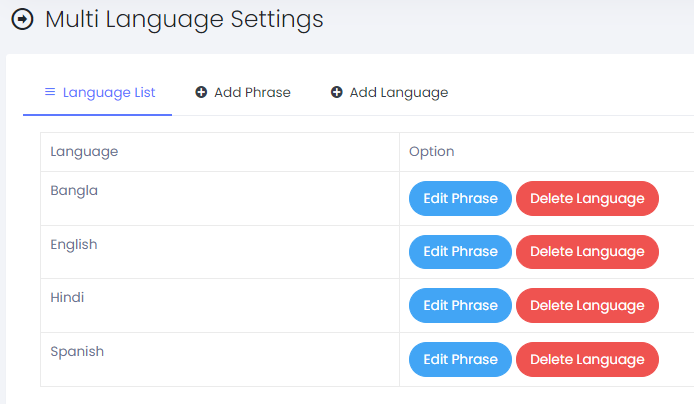 Multi Language Settings
Language List Add Phrase Add Language
Language Option
Bangla Edit Phrase Delete Language
English Edit Phrase Delete Language
Hindi Edit Phrase Delete Language
Spanish Edit Phrase Delete Language